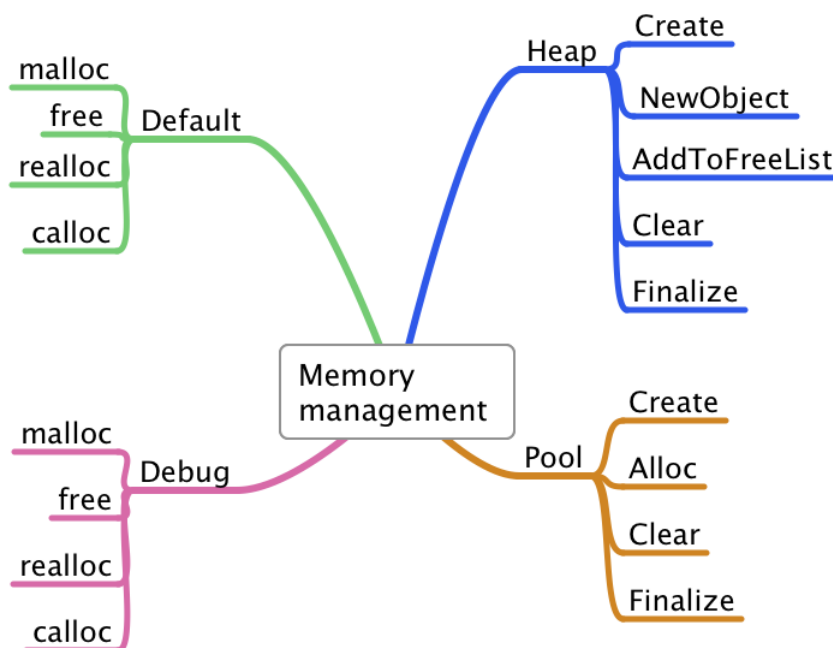 Memory
management
Default
malloc
free
realloc
calloc
Heap
Create
NewObject
AddToFreeList
Clear
Finalize
Debug
malloc
free
realloc
calloc
Pool
Create
Alloc
Clear
Finalize